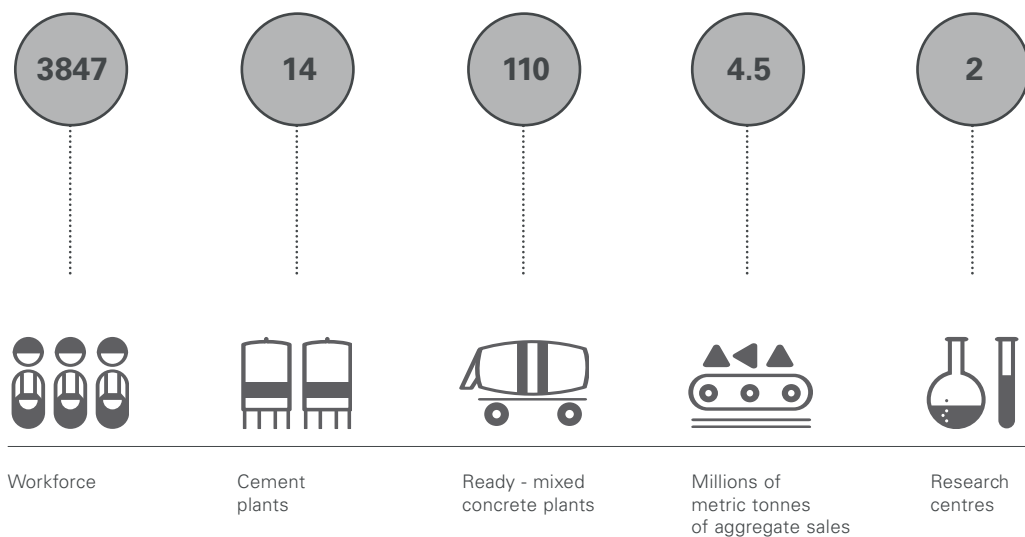 3847
14
110
4.5
2
Workforce
Cement
plants
Ready - mixed
concrete plants
Millions of
metric tonnes
of aggregate sales
Research
centres